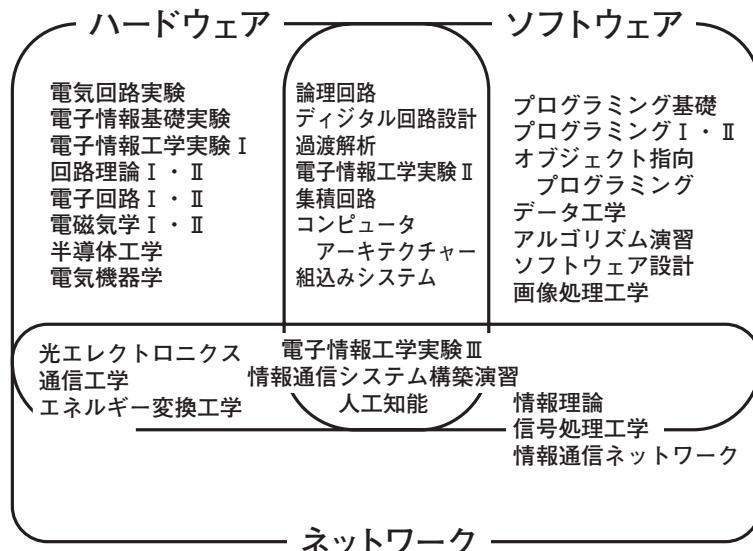 ハードウェア
ソフトウェア
電気回路実験
電子情報基礎実験
電子情報工学実験Ⅰ
回路理論Ⅰ・Ⅱ
電子回路Ⅰ・Ⅱ
電磁気学Ⅰ・Ⅱ
半導体工学
電気機器学
論理回路
ディジタル回路設計
過渡解析
電子情報工学実験Ⅱ
集積回路
コンピュータ
アーキテクチャー
組込みシステム
プログラミング基礎
プログラミングⅠ・Ⅱ
オブジェクト指向
プログラミング
データ工学
アルゴリズム演習
ソフトウェア設計
画像処理工学
光エレクトロニクス
通信工学
エネルギー変換工学
電子情報工学実験Ⅲ
情報通信システム構築演習
人工知能
情報理論
信号処理工学
情報通信ネットワーク
ネットワーク